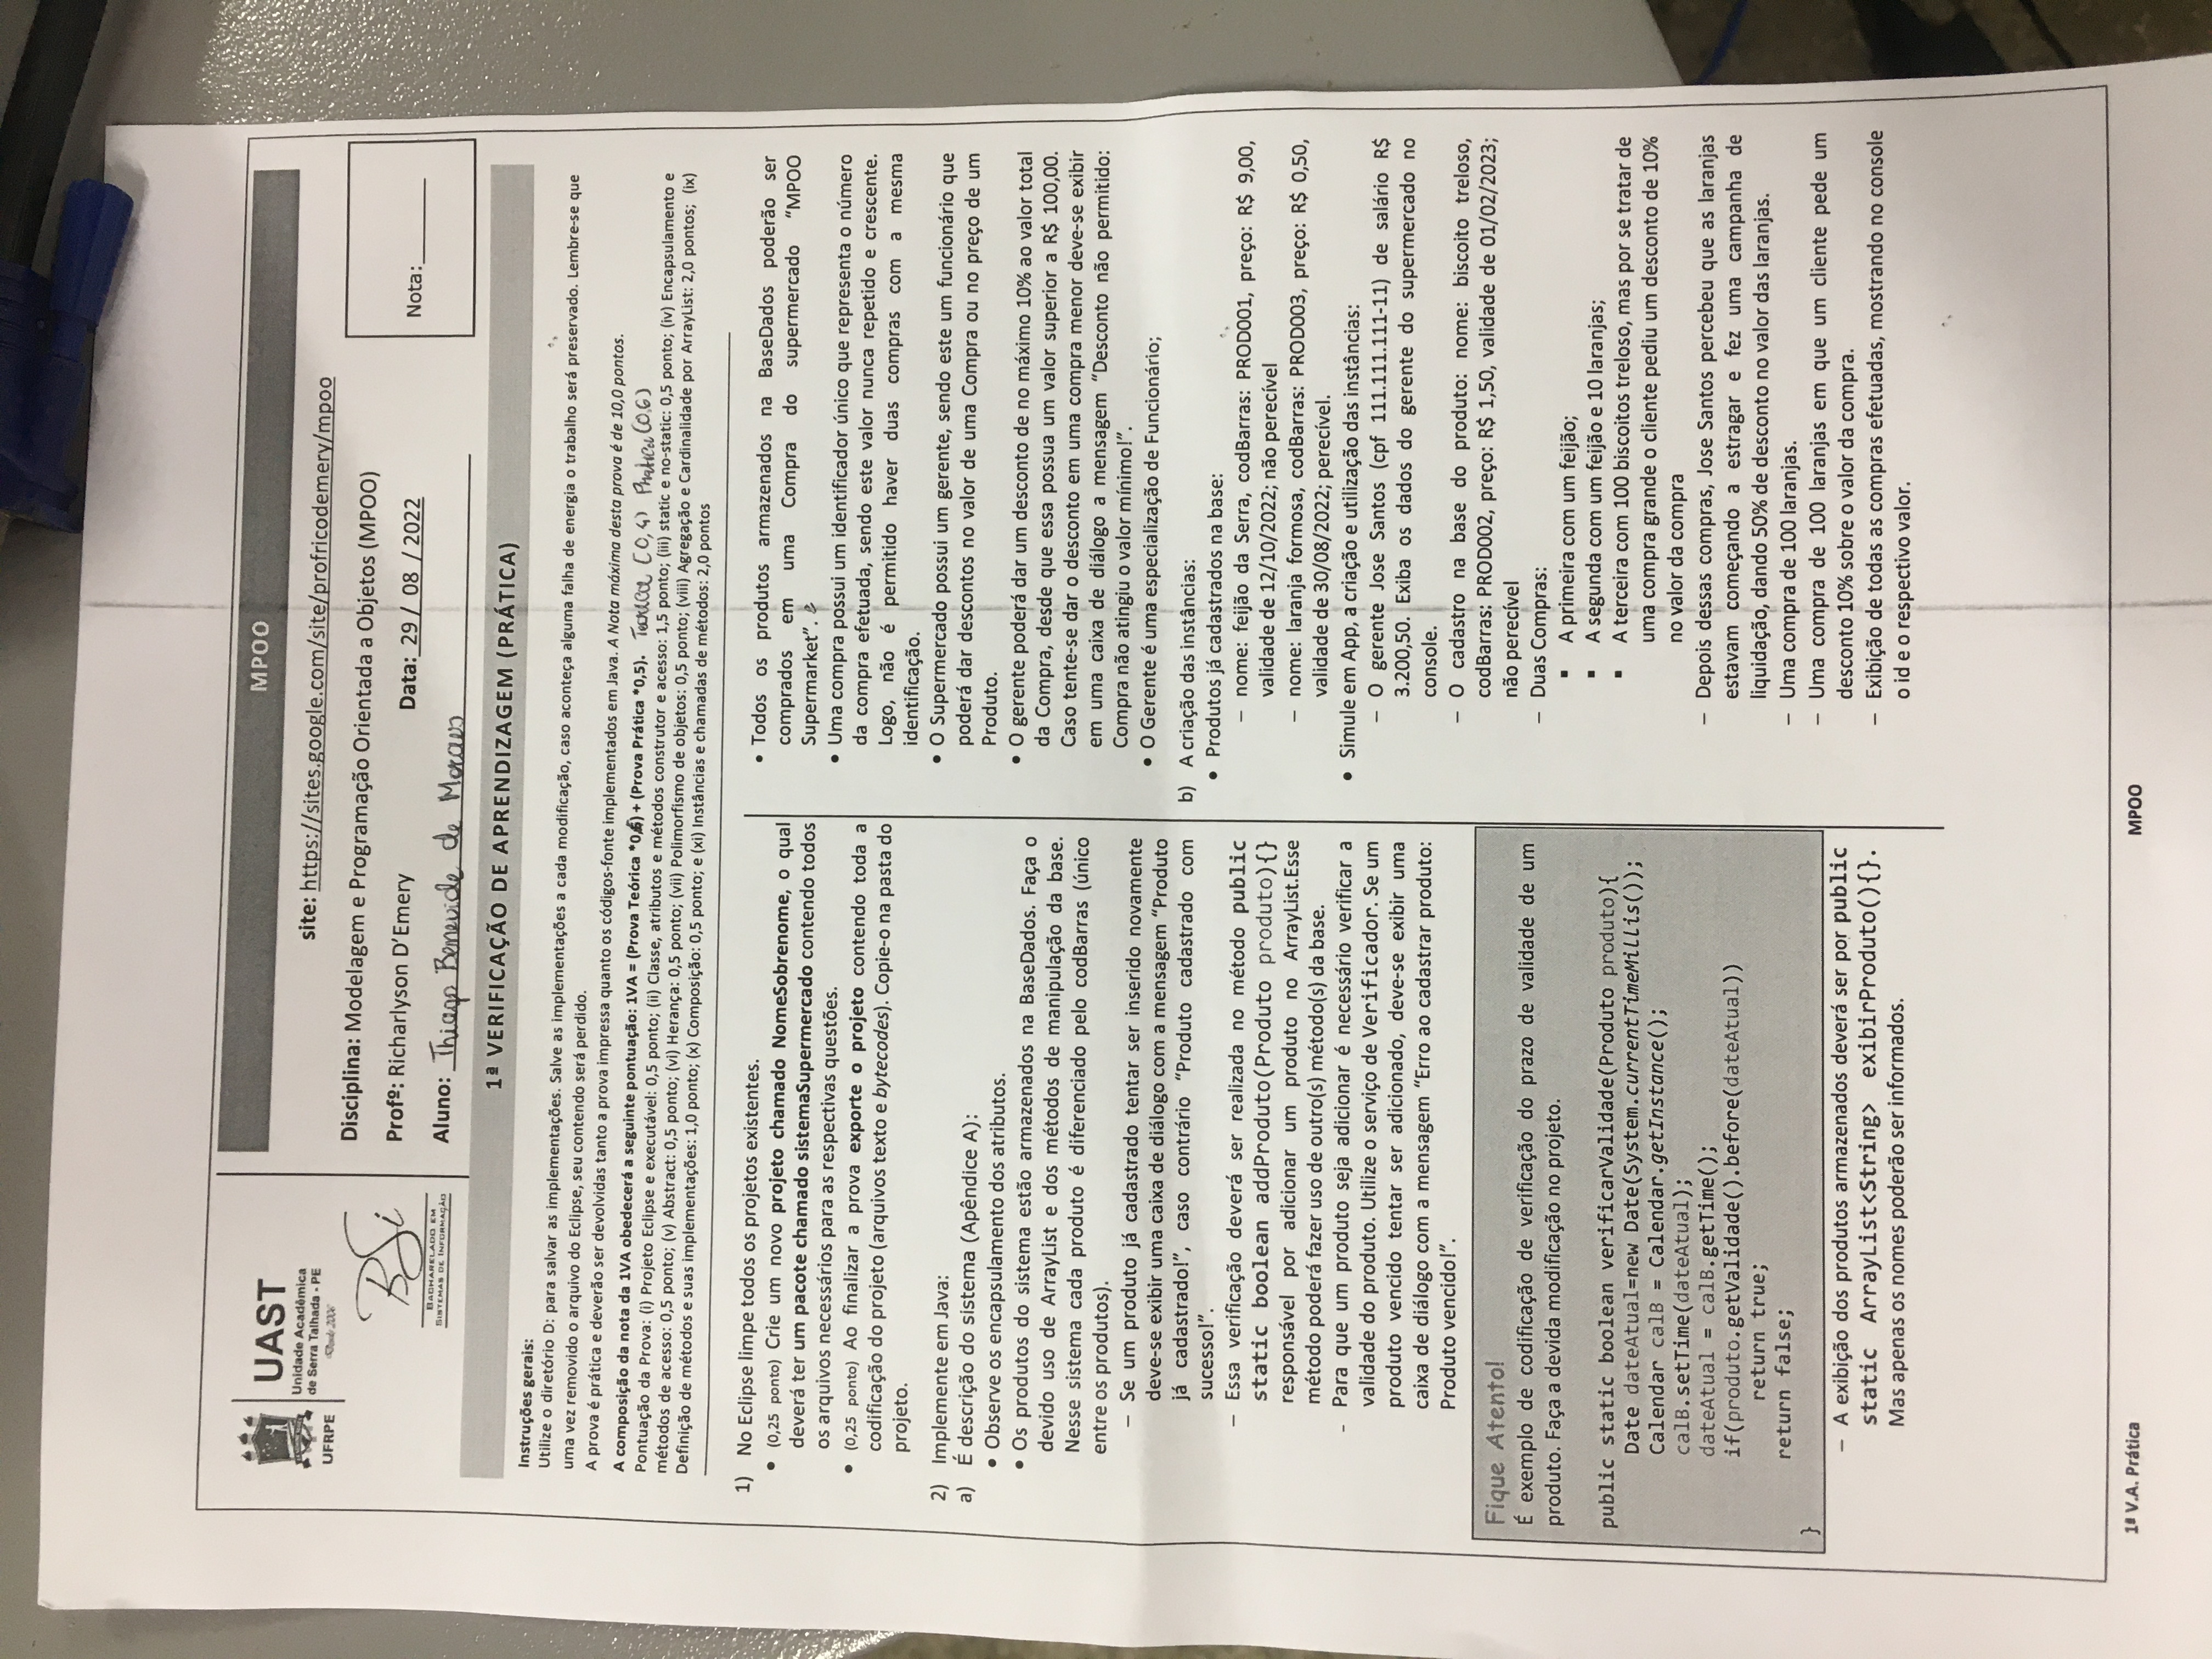 UFRPE
UAST
Unidade Acadêmica
de Serra Talhada - PE
Desde 2006
BSi
BACHARELADO EM
SISTEMAS DE INFORMAÇÃO
MPOO
site: https://sites.google.com/site/profricodemery/mpoo
Disciplina: Modelagem e Programação Orientada a Objetos (MPOO)
Profº: Richarlyson D'Emery Data: 29 / 08 / 2022
Aluno: Thiago Benevide de Moraes
Nota:
1ª VERIFICAÇÃO DE APRENDIZAGEM (PRÁTICA)
Instruções gerais:
Utilize o diretório D: para salvar as implementações. Salve as implementações a cada modificação, caso aconteça alguma falha de energia o trabalho será preservado. Lembre-se que
uma vez removido o arquivo do Eclipse, seu contendo será perdido.
A prova é prática e deverão ser devolvidas tanto a prova impressa quanto os códigos-fonte implementados em Java. A Nota máxima desta prova é de 10,0 pontos.
A composição da nota da 1VA obedecerá a seguinte pontuação: 1VA = (Prova Teórica *0,5) + (Prova Prática *0,5). Teorica (0,4) Pratica (0,6)
Pontuação da Prova: (i) Projeto Eclipse e executável: 0,5 ponto; (ii) Classe, atributos e métodos construtor e acesso: 1,5 ponto; (iii) static e no-static: 0,5 ponto; (iv) Encapsulamento e
métodos de acesso: 0,5 ponto; (v) Abstract: 0,5 ponto; (vi) Herança: 0,5 ponto; (vii) Polimorfismo de objetos: 0,5 ponto; (viii) Agregação e Cardinalidade por ArrayList: 2,0 pontos; (ix)
Definição de métodos e suas implementações: 1,0 ponto; (x) Composição: 0,5 ponto; e (xi) Instâncias e chamadas de métodos: 2,0 pontos
1) No Eclipse limpe todos os projetos existentes.
• (0,25 ponto) Crie um novo projeto chamado NomeSobrenome, o qual
deverá ter um pacote chamado sistemaSupermercado contendo todos
os arquivos necessários para as respectivas questões.
• (0,25 ponto) Ao finalizar a prova exporte o projeto contendo toda a
codificação do projeto (arquivos texto e bytecodes). Copie-o na pasta do
projeto.
2) Implemente em Java:
a) É descrição do sistema (Apêndice A):
• Observe os encapsulamento dos atributos.
• Os produtos do sistema estão armazenados na BaseDados. Faça o
devido uso de ArrayList e dos métodos de manipulação da base.
Nesse sistema cada produto é diferenciado pelo codBarras (único
entre os produtos).
– Se um produto já cadastrado tentar ser inserido novamente
deve-se exibir uma caixa de diálogo com a mensagem "Produto
já cadastrado!", caso contrário "Produto cadastrado com
sucesso!".
– Essa verificação deverá ser realizada no método public
static boolean addProduto(Produto produto){}
responsável por adicionar um produto no ArrayList.Esse
método poderá fazer uso de outro(s) método(s) da base.
- Para que um produto seja adicionar é necessário verificar a
validade do produto. Utilize o serviço de Verificador. Se um
produto vencido tentar ser adicionado, deve-se exibir uma
caixa de diálogo com a mensagem "Erro ao cadastrar produto:
Produto vencido!".
Fique Atento!
É exemplo de codificação de verificação do prazo de validade de um
produto. Faça a devida modificação no projeto.
public static boolean verificarValidade(Produto produto){
Date dateAtual=new Date(System.currentTimeMillis());
Calendar calB = Calendar.getInstance();
calB.setTime(dateAtual);
dateAtual = calB.getTime();
if(produto.getValidade().before(dateAtual))
return true;
return false;
}
– A exibição dos produtos armazenados deverá ser por public
static ArrayList<String> exibirProduto(){}.
Mas apenas os nomes poderão ser informados.
• Todos os produtos armazenados na BaseDados poderão ser
comprados em uma Compra do supermercado "MPOO
Supermarket".
• Uma compra possui um identificador único que representa o número
da compra efetuada, sendo este valor nunca repetido e crescente.
Logo, não é permitido haver duas compras com a mesma
identificação.
• O Supermercado possui um gerente, sendo este um funcionário que
poderá dar descontos no valor de uma Compra ou no preço de um
Produto.
• O gerente poderá dar um desconto de no máximo 10% ao valor total
da Compra, desde que essa possua um valor superior a R$ 100,00.
Caso tente-se dar o desconto em uma compra menor deve-se exibir
em uma caixa de diálogo a mensagem "Desconto não permitido:
Compra não atingiu o valor mínimo!".
• O Gerente é uma especialização de Funcionário;
b) A criação das instâncias:
• Produtos já cadastrados na base:
– nome: feijão da Serra, codBarras: PROD001, preço: R$ 9,00,
validade de 12/10/2022; não perecível
– nome: laranja formosa, codBarras: PROD003, preço: R$ 0,50,
validade de 30/08/2022; perecível.
• Simule em App, a criação e utilização das instâncias:
– O gerente Jose Santos (cpf 111.111.111-11) de salário R$
3.200,50. Exiba os dados do gerente do supermercado no
console.
– O cadastro na base do produto: nome: biscoito treloso,
codBarras: PROD002, preço: R$ 1,50, validade de 01/02/2023;
não perecível
– Duas Compras:
▪ A primeira com um feijão;
▪ A segunda com um feijão e 10 laranjas;
▪ A terceira com 100 biscoitos treloso, mas por se tratar de
uma compra grande o cliente pediu um desconto de 10%
no valor da compra
– Depois dessas compras, Jose Santos percebeu que as laranjas
estavam começando a estragar e fez uma campanha de
liquidação, dando 50% de desconto no valor das laranjas.
– Uma compra de 100 laranjas.
– Uma compra de 100 laranjas em que um cliente pede um
desconto 10% sobre o valor da compra.
– Exibição de todas as compras efetuadas, mostrando no console
o id e o respectivo valor.
1ª V.A. Prática MPOO